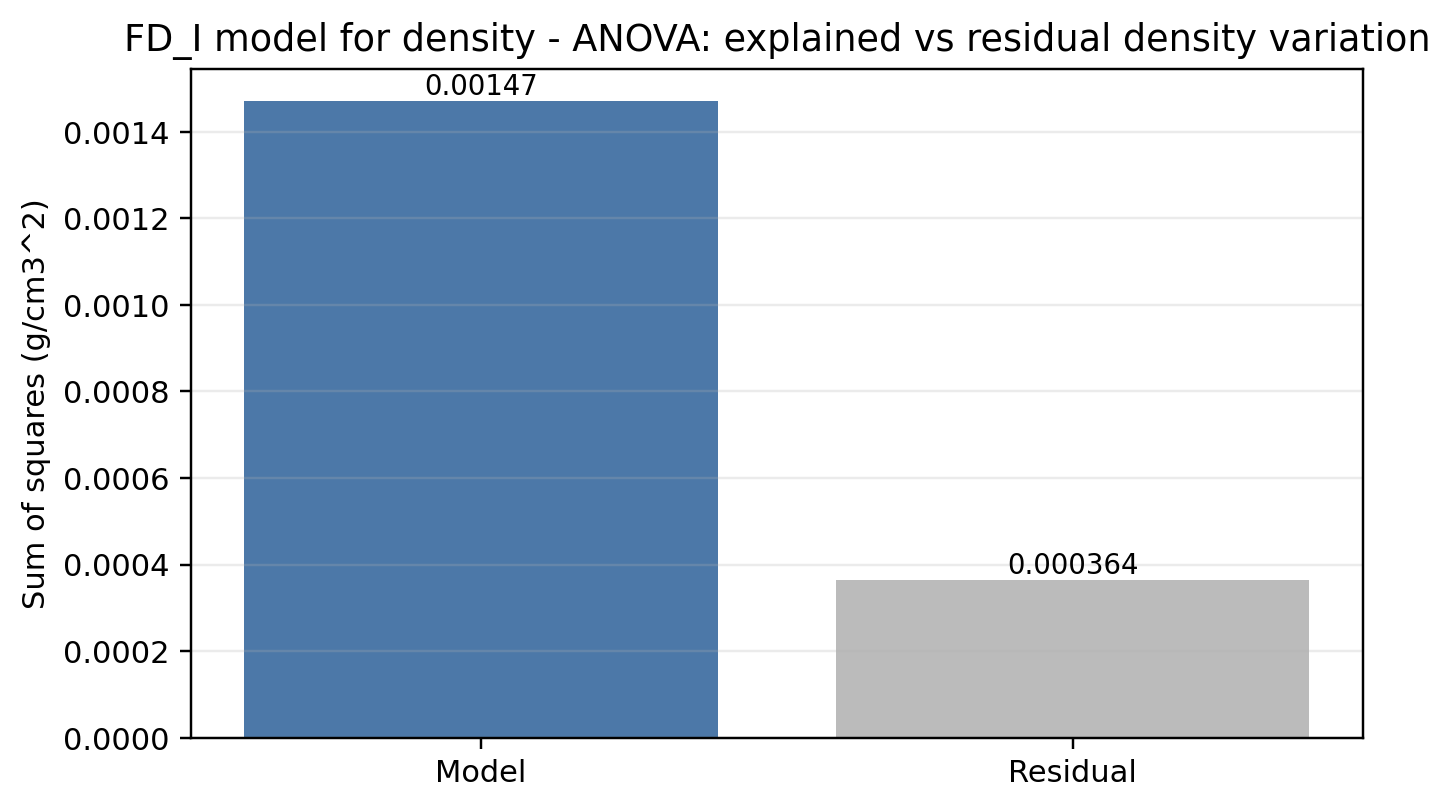 FD_I model for density - ANOVA: explained vs residual density variation
Sum of squares (g/cm3^2)
0.0014
0.0012
0.0010
0.0008
0.0006
0.0004
0.0002
0.0000
0.00147
0.000364
Model
Residual